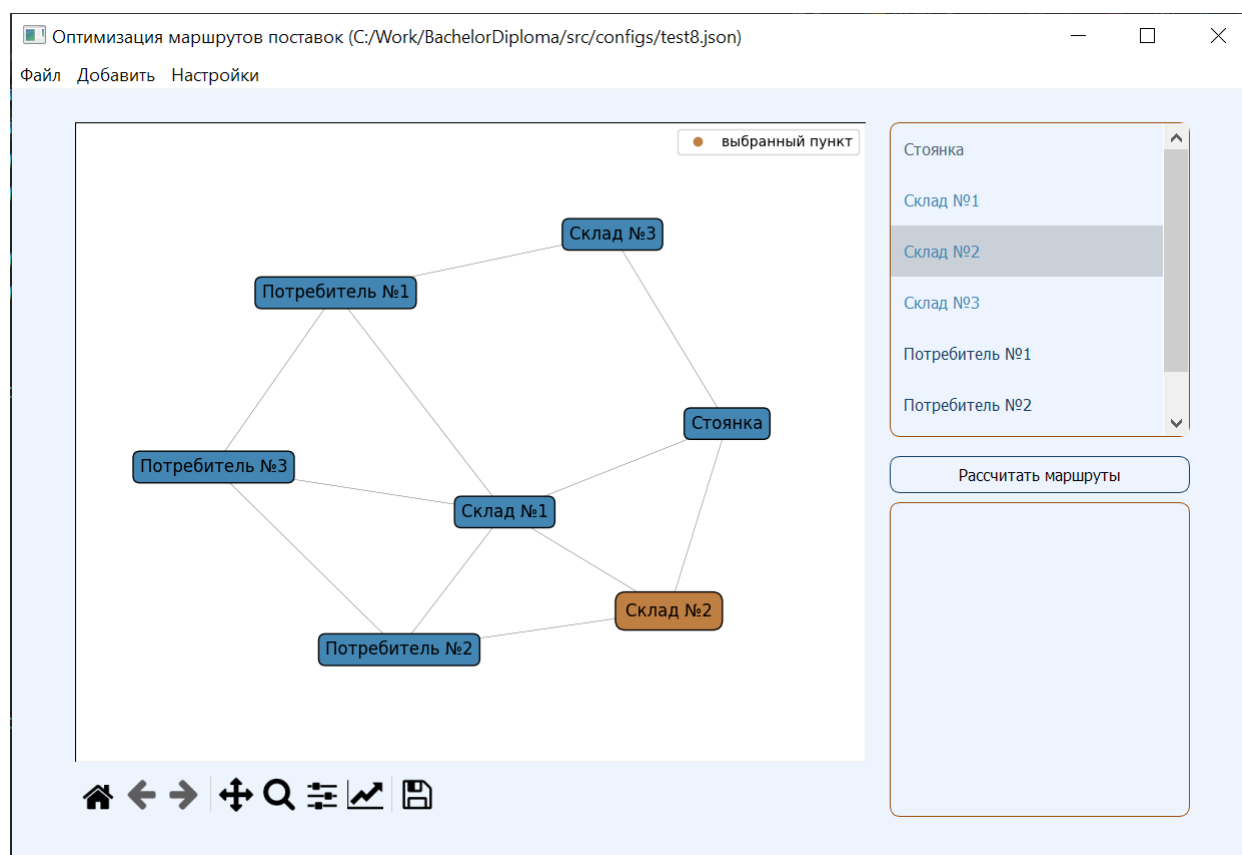 Оптимизация маршрутов поставок (C:/Work/BachelorDiploma/src/configs/test8.json)
Файл Добавить Настройки
выбранный пункт
Склад №3
Потребитель №1
Стоянка
Потребитель №3
Склад №1
Склад №2
Потребитель №2
Стоянка
Склад №1
Склад №2
Склад №3
Потребитель №1
Потребитель №2
Рассчитать маршруты